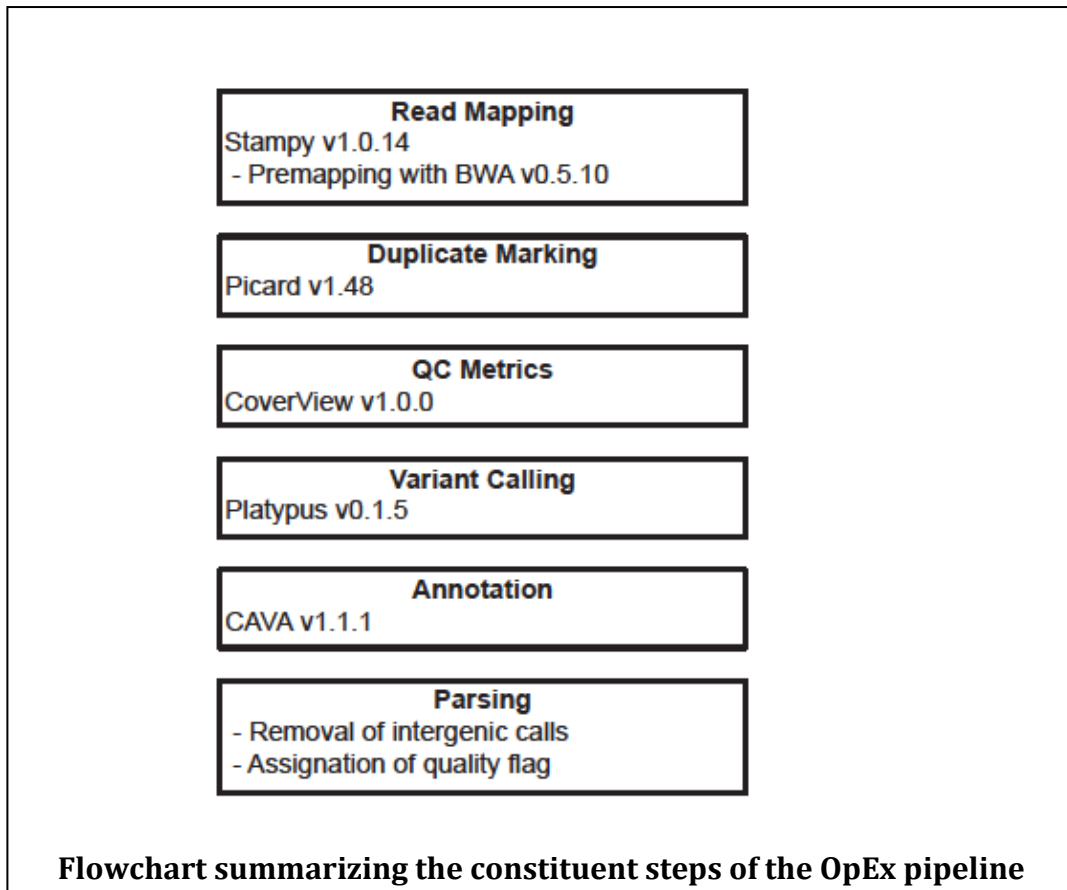 Read Mapping
Stampy v1.0.14
- Premapping with BWA v0.5.10
Duplicate Marking
Picard v1.48
QC Metrics
CoverView v1.0.0
Variant Calling
Platypus v0.1.5
Annotation
CAVA v1.1.1
Parsing
- Removal of intergenic calls
- Assignation of quality flag
Flowchart summarizing the constituent steps of the OpEx pipeline